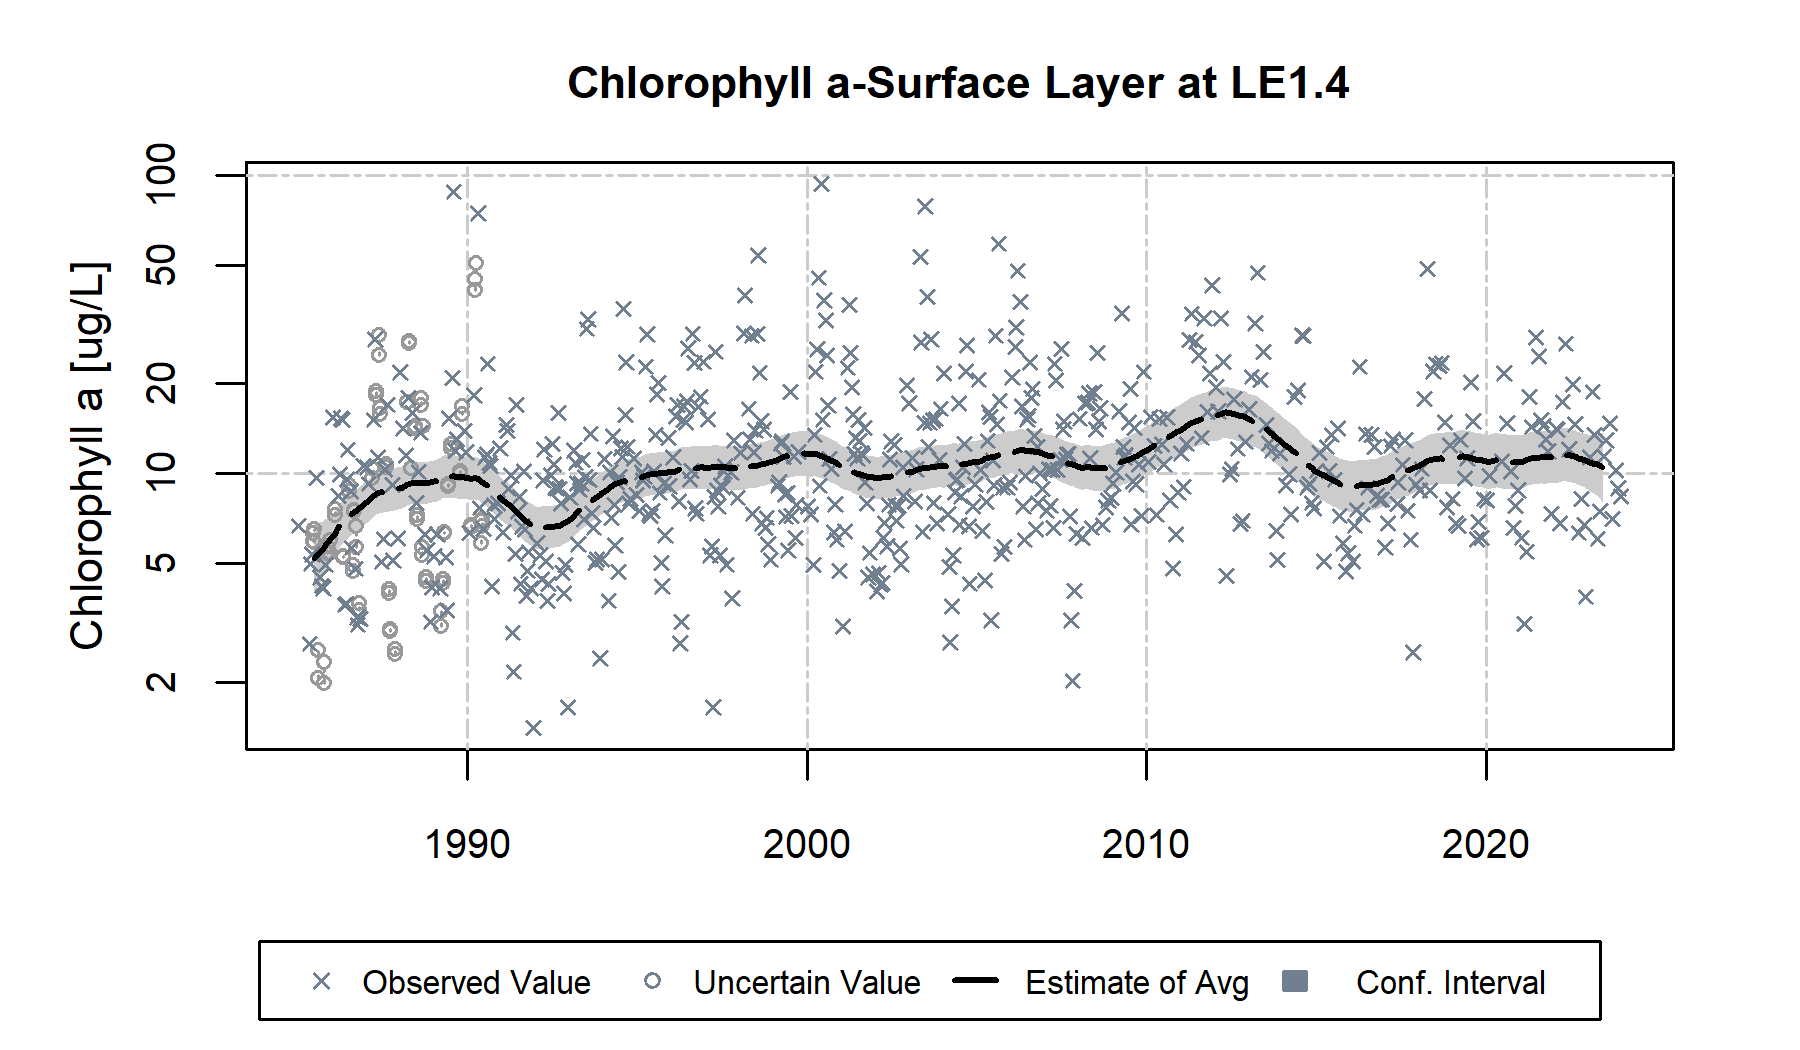 Chlorophyll a-Surface Layer at LE1.4
Chlorophyll a [ug/L]
100
50
20
10
5
2
1990 2000 2010 2020
Observed Value Uncertain Value Estimate of Avg Conf. Interval